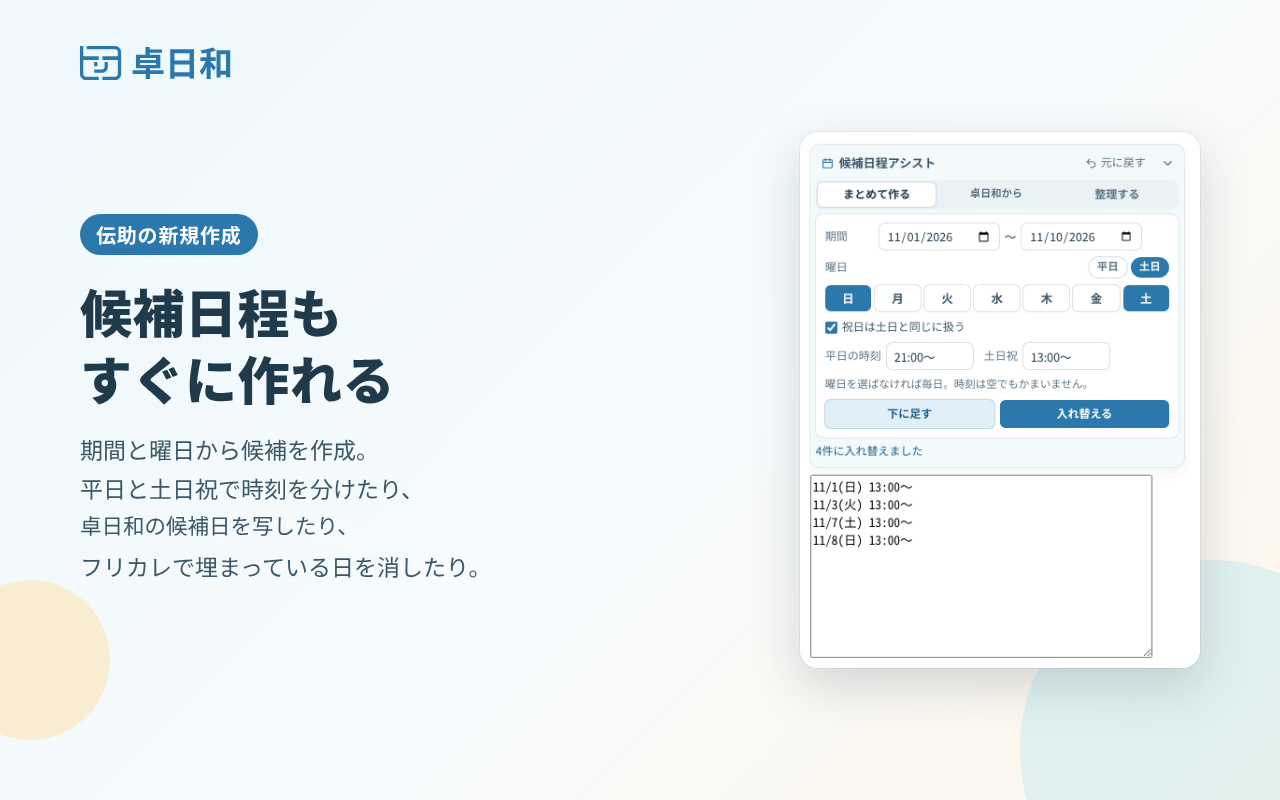 卓日和
伝助の新規作成
候補日程も
すぐに作れる
期間と曜日から候補を作成。
平日と土日祝で時刻を分けたり、
卓日和の候補日を写したり、
フリカレで埋まっている日を消したり。
候補日程アシスト 元に戻す
まとめて作る 卓日和から 整理する
期間 11/01/2026 〜 11/10/2026
曜日 平日 土日
日 月 火 水 木 金 土
祝日は土日と同じに扱う
平日の時刻 21:00〜 土日祝 13:00〜
曜日を選ばなければ毎日。時刻は空でもかまいません。
下に足す 入れ替える
4件に入れ替えました
11/1(日) 13:00〜
11/3(火) 13:00〜
11/7(土) 13:00〜
11/8(日) 13:00〜